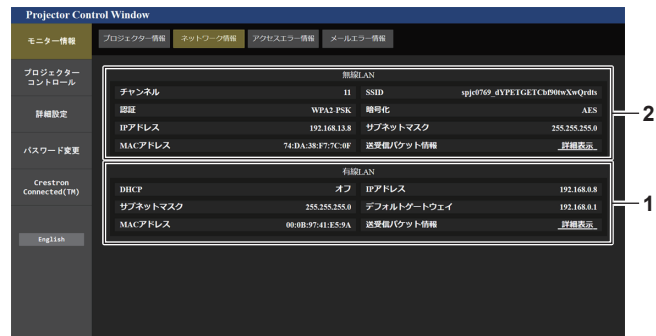 Projector Control Window
モニター情報
プロジェクター情報 ネットワーク情報 アクセスエラー情報 メールエラー情報
プロジェクター
コントロール
詳細設定
パスワード変更
Crestron
Connected(TM)
English
無線LAN
チャンネル 11 SSID spjc0769_dYPETGETCbf90twXwQrdts
認証 WPA2-PSK 暗号化 AES
IPアドレス 192.168.13.8 サブネットマスク 255.255.255.0
MACアドレス 74:DA:38:F7:7C:0F 送受信パケット情報 詳細表示
2
有線LAN
DHCP オフ IPアドレス 192.168.0.8
サブネットマスク 255.255.255.0 デフォルトゲートウェイ 192.168.0.1
MACアドレス 00:0B:97:41:E5:9A 送受信パケット情報 詳細表示
1